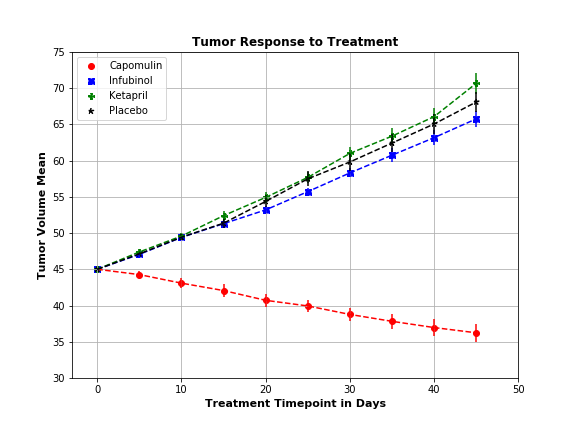 Tumor Response to Treatment
Capomulin
Infubinol
Ketapril
Placebo
75
70
65
60
55
50
45
40
35
30
Tumor Volume Mean
0 10 20 30 40 50
Treatment Timepoint in Days